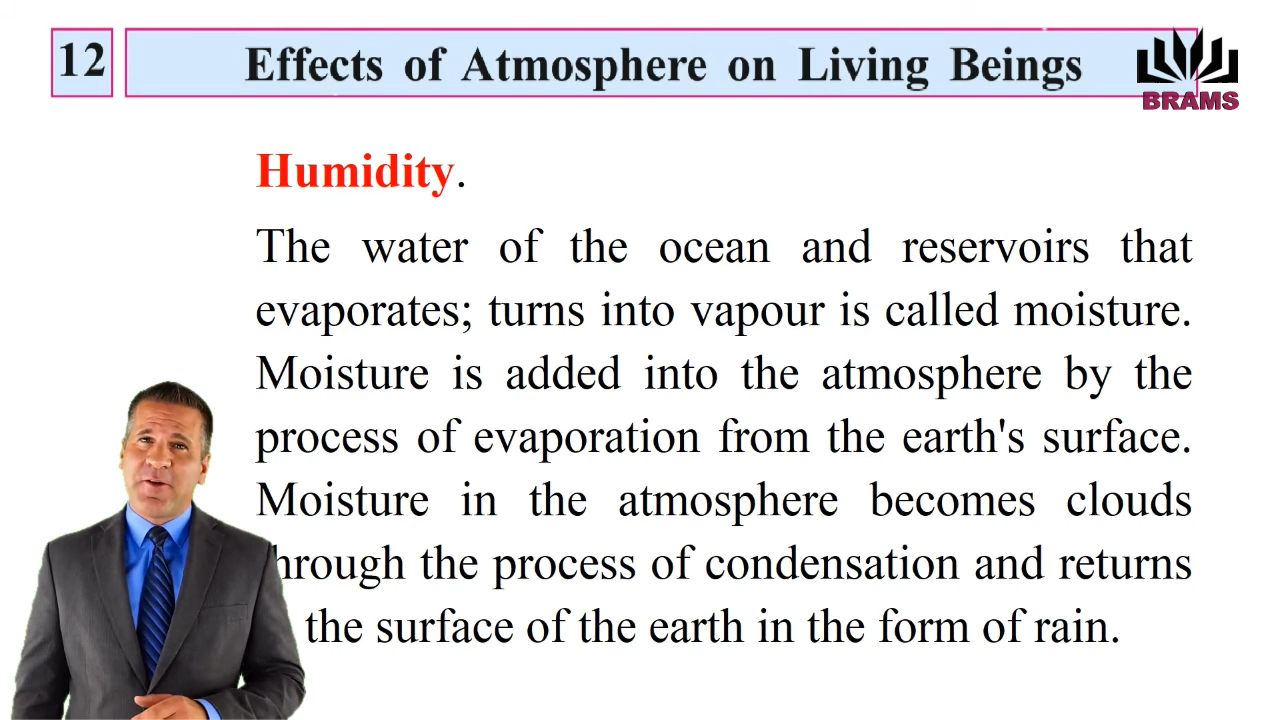 12
Effects of Atmosphere on Living Beings
BRAMS
Humidity.
The water of the ocean and reservoirs that
evaporates; turns into vapour is called moisture.
Moisture is added into the atmosphere by the
process of evaporation from the earth's surface.
Moisture in the atmosphere becomes clouds
hrough the process of condensation and returns
the surface of the earth in the form of rain.